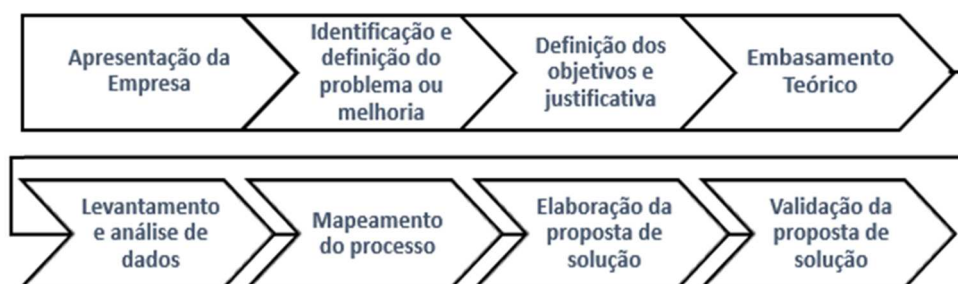 Apresentação da
Empresa
Identificação e
definição do
problema ou
melhoria
Definição dos
objetivos e
justificativa
Embasamento
Teórico
Levantamento
e análise de
dados
Mapeamento
do processo
Elaboração da
proposta de
solução
Validação da
proposta de
solução